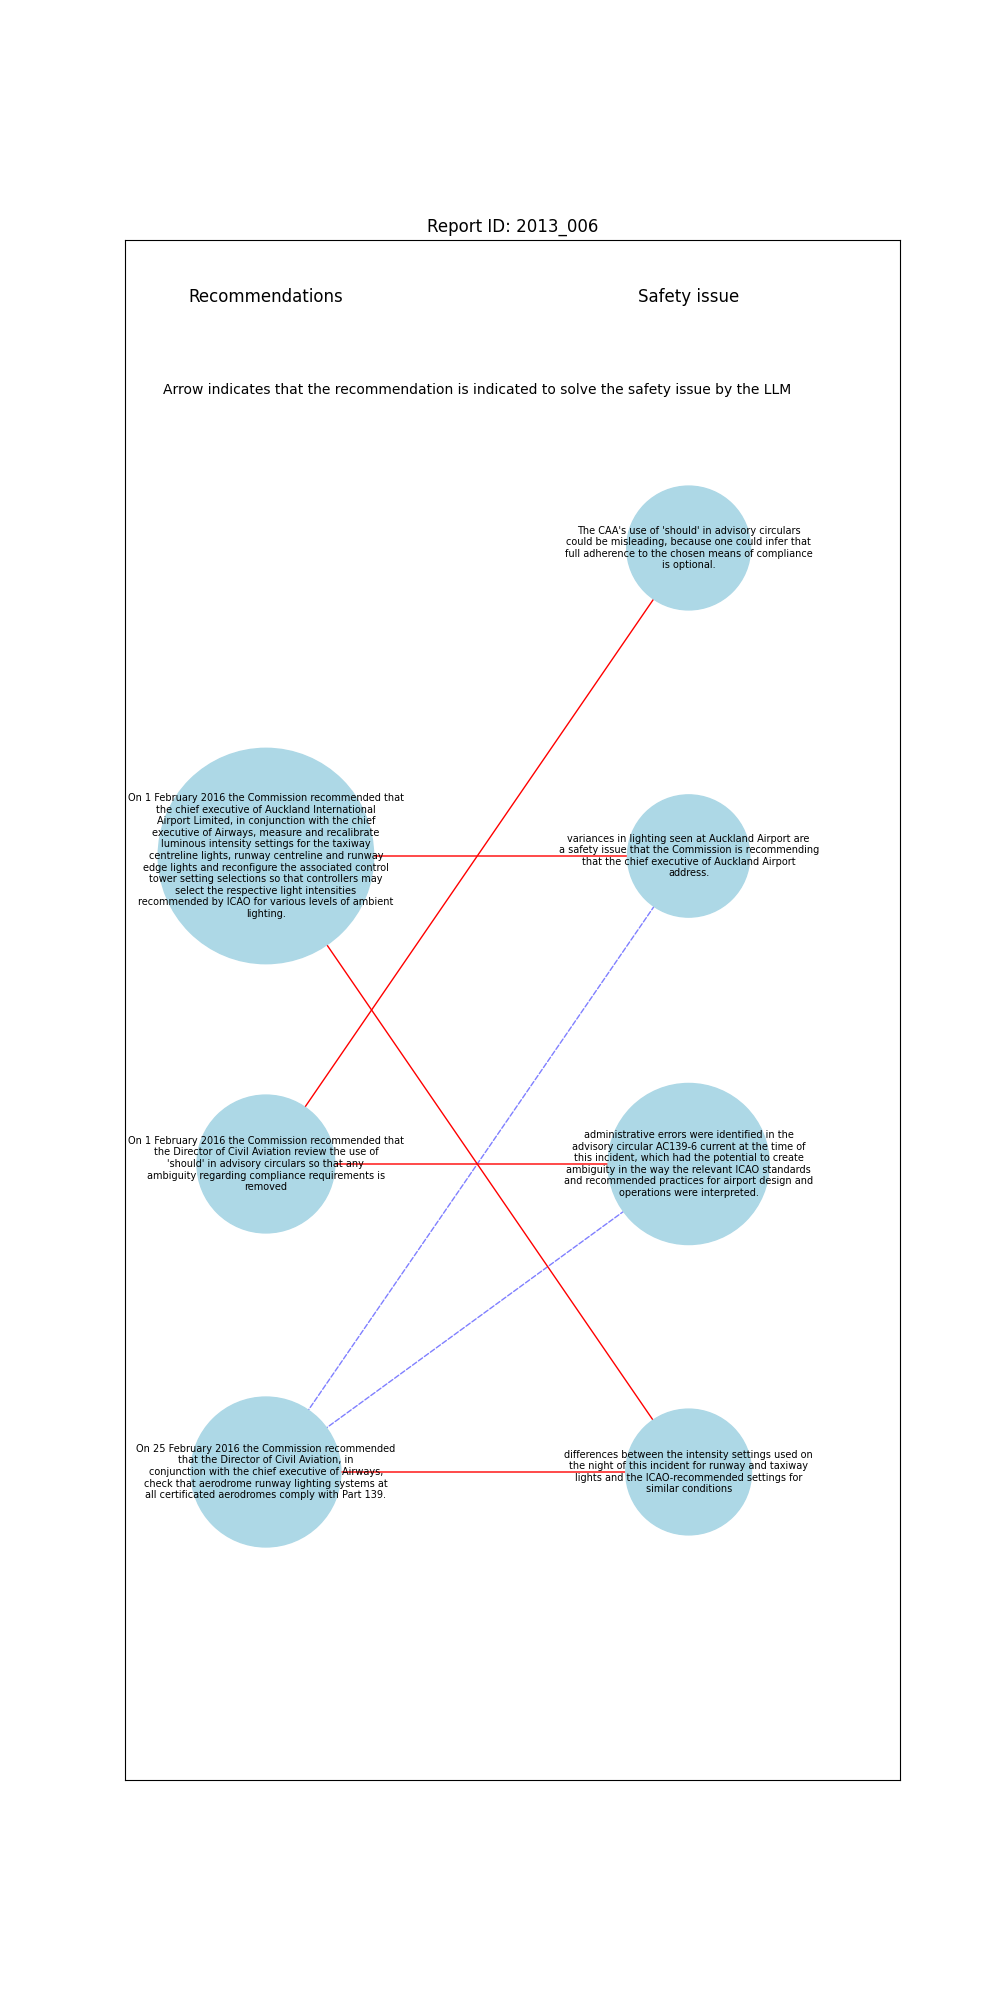 Report ID: 2013_006
Recommendations
Safety issue
Arrow indicates that the recommendation is indicated to solve the safety issue by the LLM
The CAA's use of 'should' in advisory circulars
could be misleading, because one could infer that
full adherence to the chosen means of compliance
is optional.
On 1 February 2016 the Commission recommended that
the chief executive of Auckland International
Airport Limited, in conjunction with the chief
executive of Airways, measure and recalibrate
luminous intensity settings for the taxiway
centreline lights, runway centreline and runway
edge lights and reconfigure the associated control
tower setting selections so that controllers may
select the respective light intensities
recommended by ICAO for various levels of ambient
lighting.
variances in lighting seen at Auckland Airport are
a safety issue that the Commission is recommending
that the chief executive of Auckland Airport
address.
On 1 February 2016 the Commission recommended that
the Director of Civil Aviation review the use of
'should' in advisory circulars so that any
ambiguity regarding compliance requirements is
removed
administrative errors were identified in the
advisory circular AC139-6 current at the time of
this incident, which had the potential to create
ambiguity in the way the relevant ICAO standards
and recommended practices for airport design and
operations were interpreted.
On 25 February 2016 the Commission recommended
that the Director of Civil Aviation, in
conjunction with the chief executive of Airways,
check that aerodrome runway lighting systems at
all certificated aerodromes comply with Part 139.
differences between the intensity settings used on
the night of this incident for runway and taxiway
lights and the ICAO-recommended settings for
similar conditions